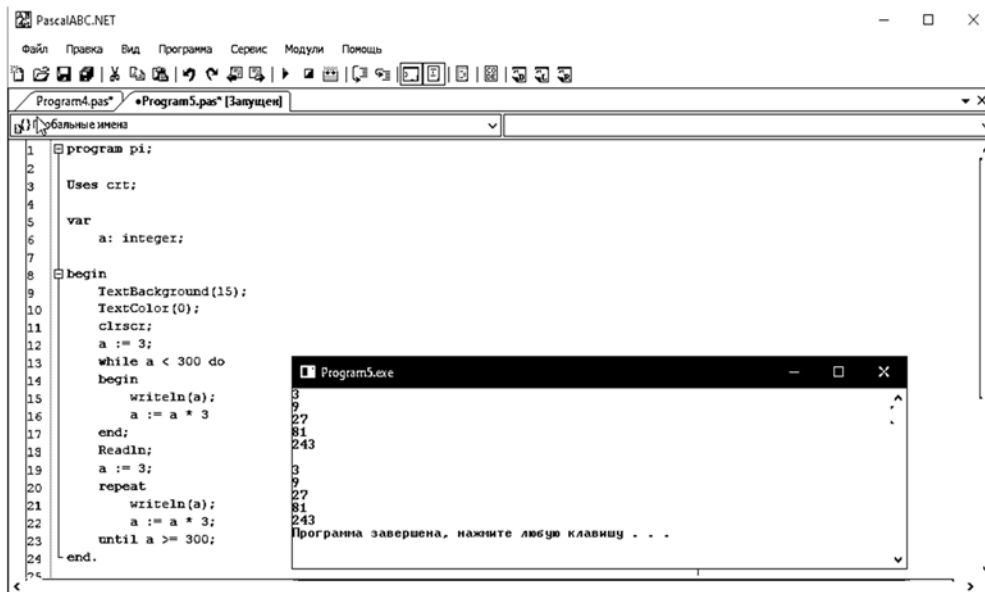 PascalABC.NET
Файл Правка Вид Программа Сервис Модули Помощь
Program4.pas* •Program5.pas* [Запущен]
обальные имена
1 program pi;
2
3 Uses crt;
4
5 var
6 a: integer;
7
8 begin
9 TextBackground(15);
10 TextColor(0);
11 clrscr;
12 a := 3;
13 while a < 300 do
14 begin
15 writeln(a);
16 a := a * 3
17 end;
18 Readln;
19 a := 3;
20 repeat
21 writeln(a);
22 a := a * 3;
23 until a >= 300;
24 end.
25
Program5.exe
3
9
27
81
243
3
9
27
81
243
Программа завершена, нажмите любую клавишу . . .